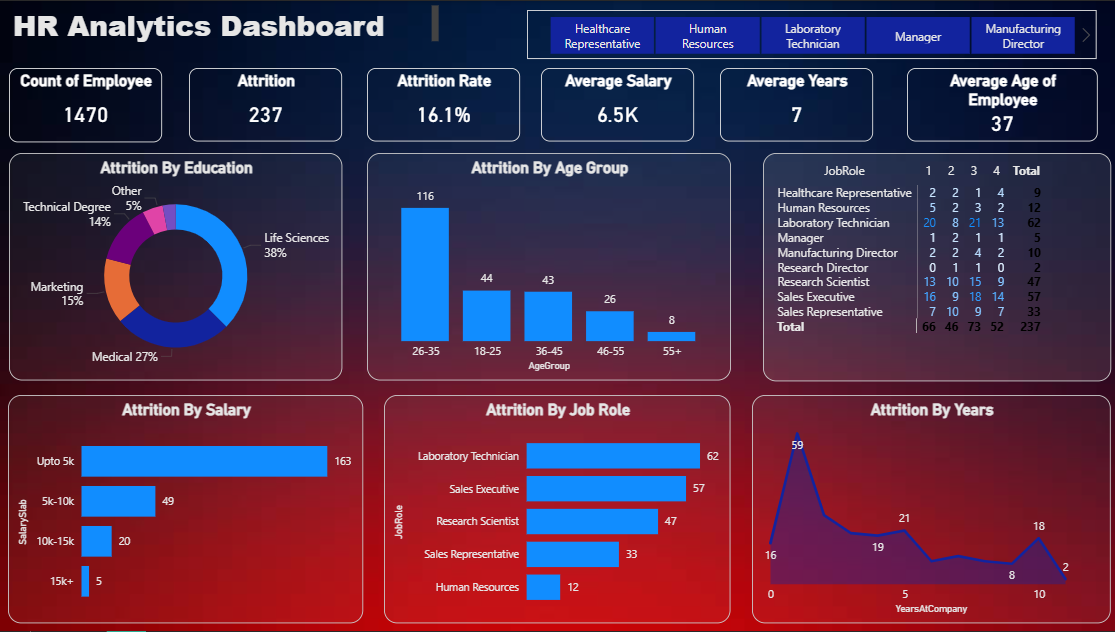 HR Analytics Dashboard
Healthcare
Representative
Human
Resources
Laboratory
Technician
Manager
Manufacturing
Director
Count of Employee
1470
Attrition
237
Attrition Rate
16.1%
Average Salary
6.5K
Average Years
7
Average Age of
Employee
37
Attrition By Education
Other
5%
Technical Degree
14%
Life Sciences
38%
Marketing
15%
Medical 27%
Attrition By Age Group
116
44
43
26
8
26-35 18-25 36-45 46-55 55+
AgeGroup
JobRole 1 2 3 4 Total
Healthcare Representative 2 2 1 4 9
Human Resources 5 2 3 2 12
Laboratory Technician 20 8 21 13 62
Manager 1 2 1 1 5
Manufacturing Director 2 2 4 2 10
Research Director 0 1 1 0 2
Research Scientist 13 10 15 9 47
Sales Executive 16 9 18 14 57
Sales Representative 7 10 9 7 33
Total 66 46 73 52 237
Attrition By Salary
SalarySlab
Upto 5k 163
5k-10k 49
10k-15k 20
15k+ 5
Attrition By Job Role
JobRole
Laboratory Technician 62
Sales Executive 57
Research Scientist 47
Sales Representative 33
Human Resources 12
Attrition By Years
59
16
19
21
8
18
2
0 5 10
YearsAtCompany